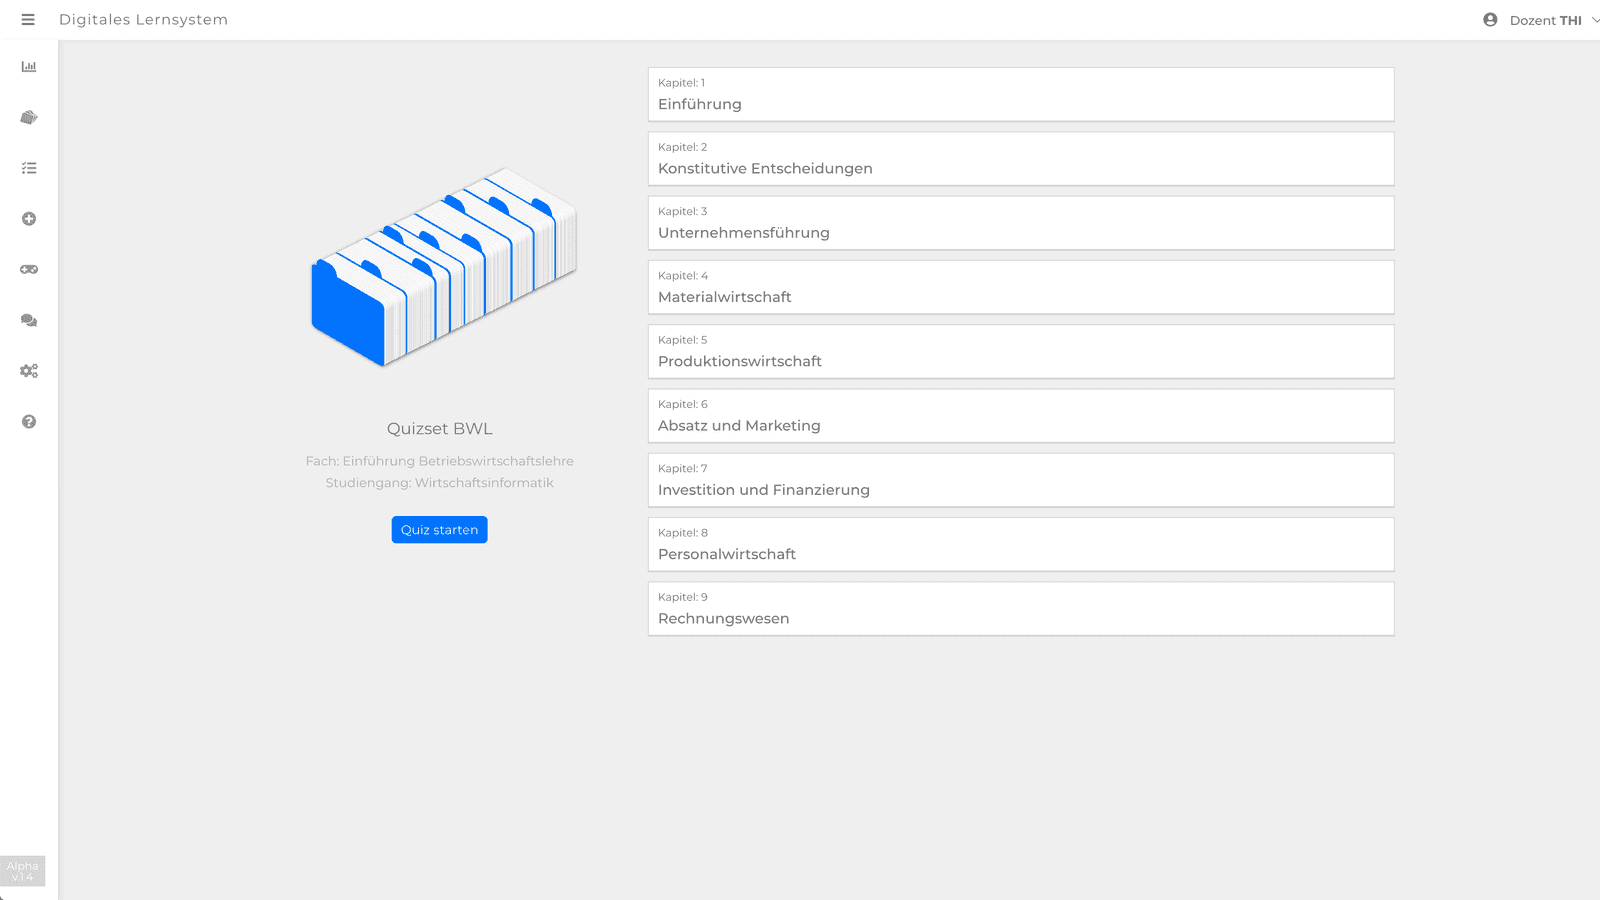 Digitales Lernsystem
Dozent THI
Kapitel: 1
Einführung
Kapitel: 2
Konstitutive Entscheidungen
Kapitel: 3
Unternehmensführung
Kapitel: 4
Materialwirtschaft
Kapitel: 5
Produktionswirtschaft
Kapitel: 6
Absatz und Marketing
Kapitel: 7
Investition und Finanzierung
Kapitel: 8
Personalwirtschaft
Kapitel: 9
Rechnungswesen
Quizset BWL
Fach: Einführung Betriebswirtschaftslehre
Studiengang: Wirtschaftsinformatik
Quiz starten
Alpha
v.1.4